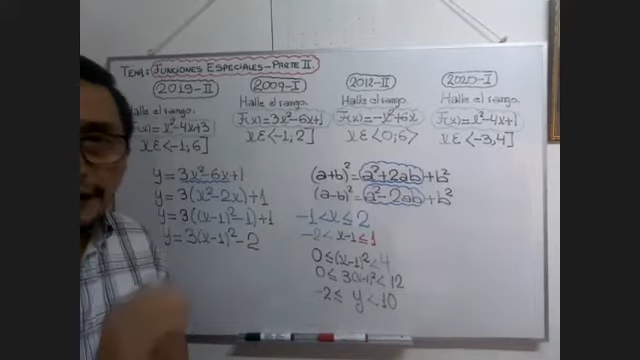 TEMA: FUNCIONES ESPECIALES-PARTE II.
2019-II
Halle el rango.
F(x)=x²-4x+3
x∈<-1,6]
2009-I
Halle el rango.
F(x)=3x²-6x+1
x∈<-1,2]
2012-II
Halle el rango.
F(x)=-x²+6x
x∈<0;6>
2020-I
Halle el rango.
F(x)=x²-4x+1
x∈<-3,4]
y=3x²-6x+1
y=3(x²-2x)+1
y=3((x-1)²-1)+1
y=3(x-1)²-2
(a+b)²=a²+2ab+b²
(a-b)²=a²-2ab+b²
-1<x≤2
-2<x-1≤1
0≤(x-1)²<4
0≤3(x-1)²<12
-2≤y<10